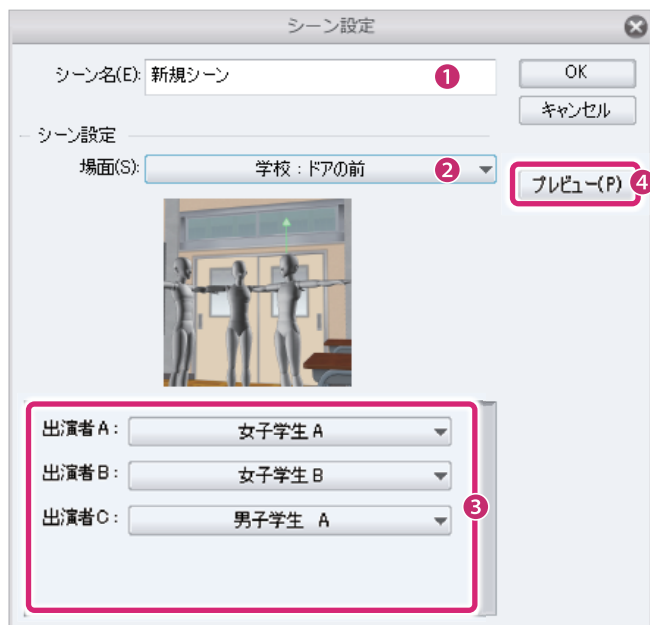 シーン設定
シーン名(E): 新規シーン 1
OK
キャンセル
シーン設定
場面(S): 学校：ドアの前 2
プレビュー(P) 4
出演者A： 女子学生 A
出演者B： 女子学生 B
出演者C： 男子学生 A
3